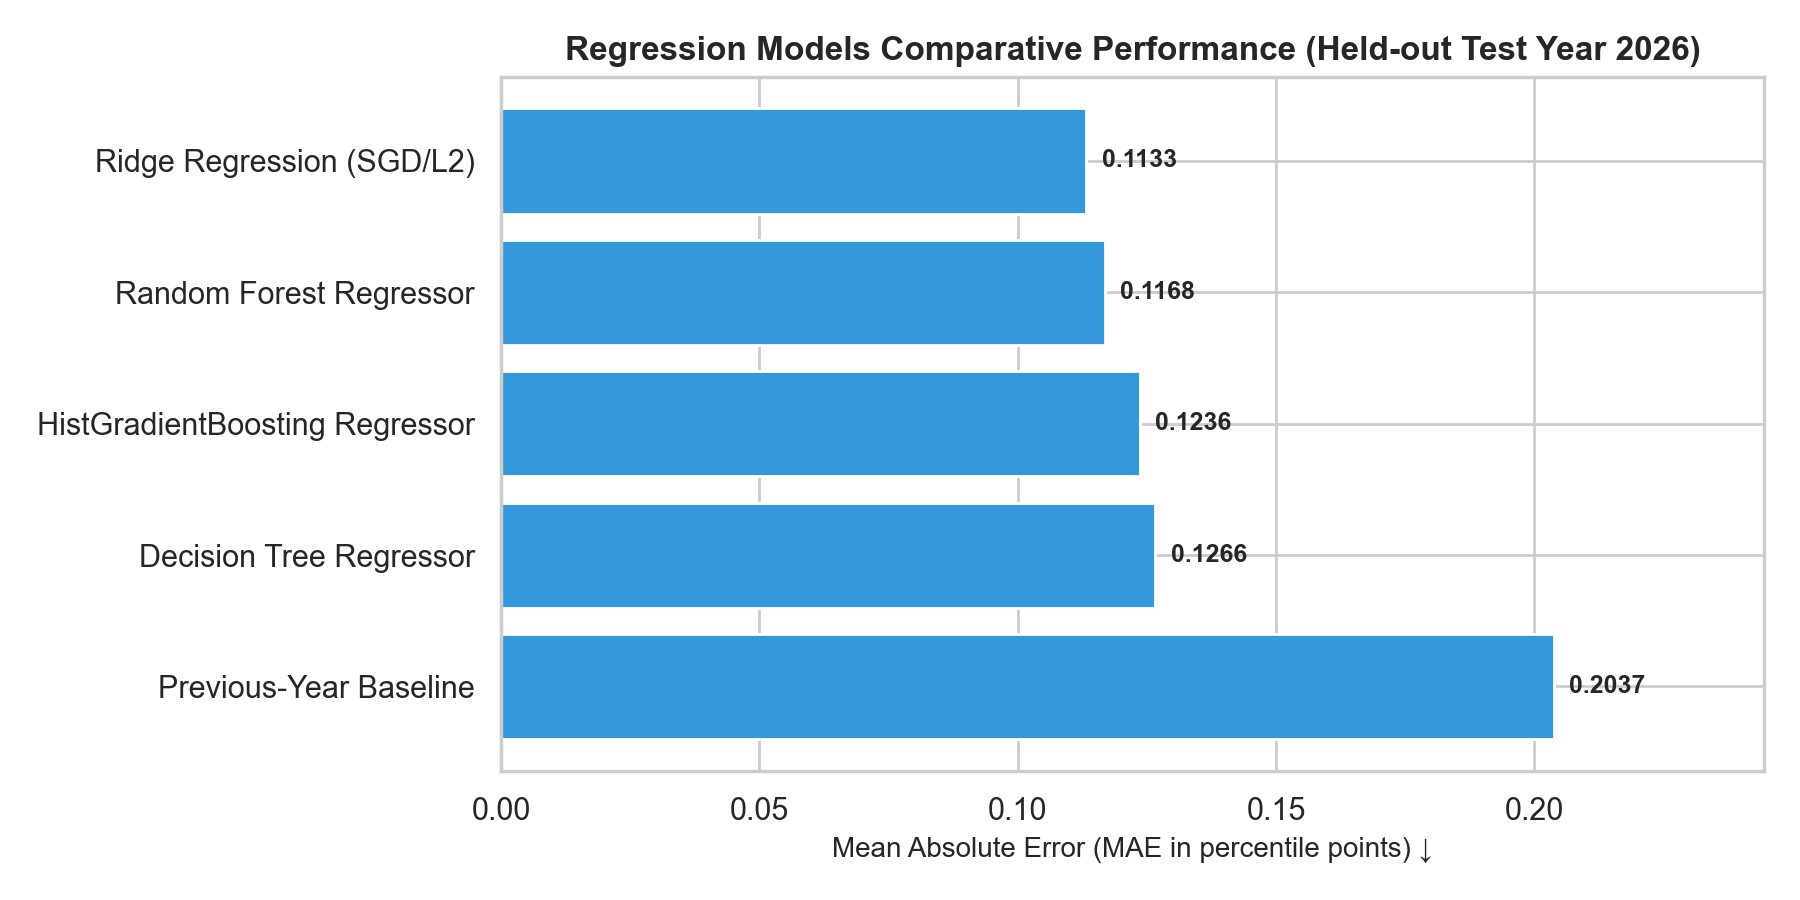 Regression Models Comparative Performance (Held-out Test Year 2026)
Ridge Regression (SGD/L2)
0.1133
Random Forest Regressor
0.1168
HistGradientBoosting Regressor
0.1236
Decision Tree Regressor
0.1266
Previous-Year Baseline
0.2037
0.00 0.05 0.10 0.15 0.20
Mean Absolute Error (MAE in percentile points) ↓